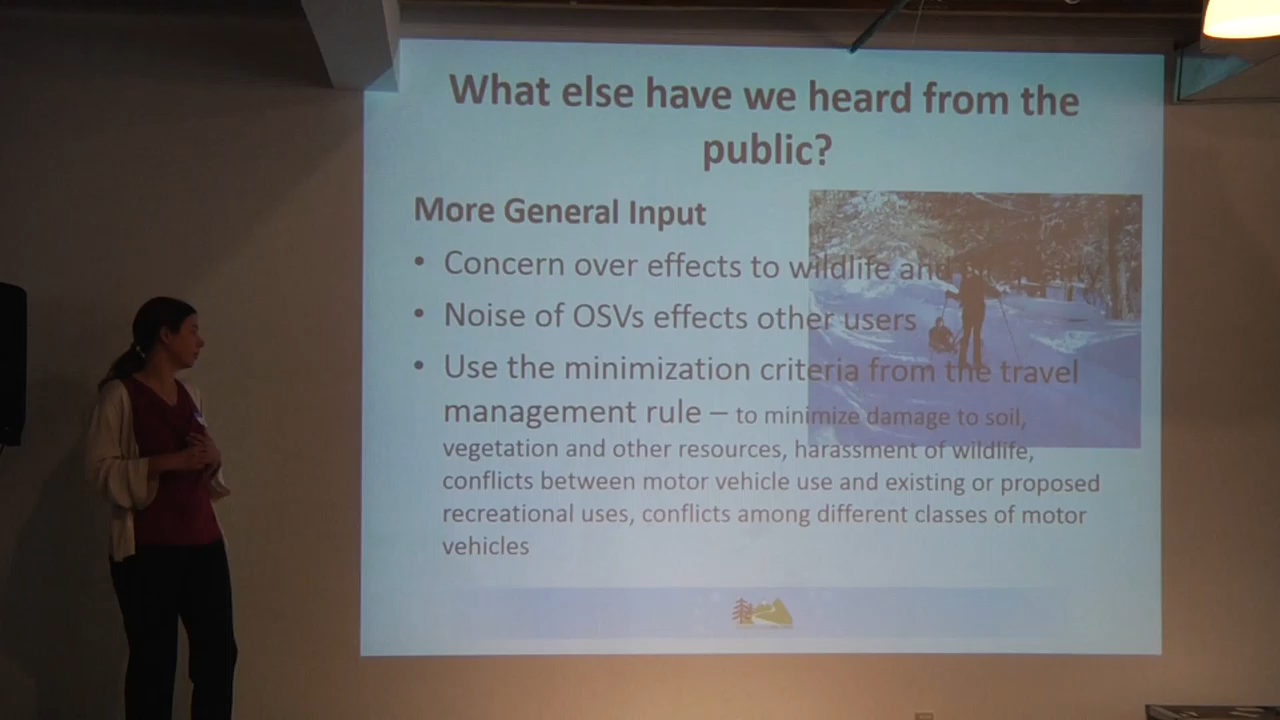 What else have we heard from the
public?
More General Input
• Concern over effects to wildlife and
• Noise of OSVs effects other users
• Use the minimization criteria from the travel
management rule – to minimize damage to soil,
vegetation and other resources, harassment of wildlife,
conflicts between motor vehicle use and existing or proposed
recreational uses, conflicts among different classes of motor
vehicles